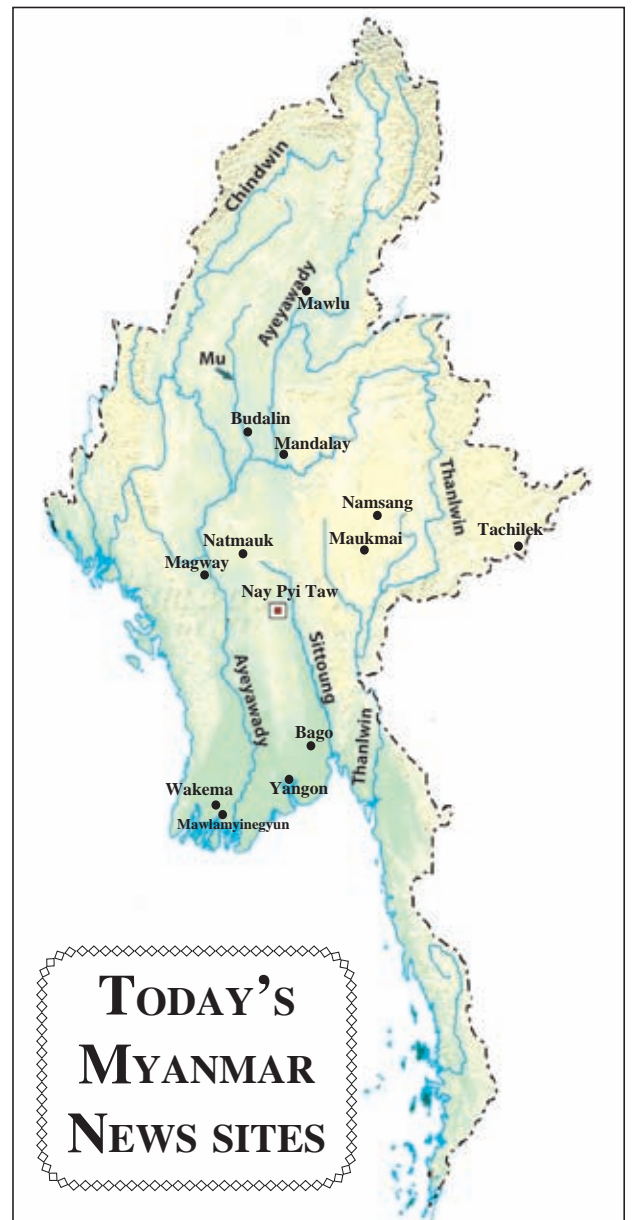 Chindwin
Ayeyawady
Mawlu
Mu
Budalin
Mandalay
Thanlwin
Namsang
Tachilek
Natmauk
Maukmai
Magway
Nay Pyi Taw
Sittoung
Ayeyawady
Thanlwin
Bago
Wakema
Yangon
Mawlamyinegyun
TODAY'S
MYANMAR
NEWS SITES